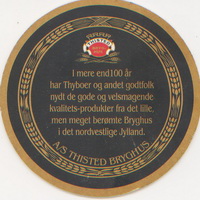 THISTED
I mere end 100 år
har Thyboer og andet godtfolk
nydt de gode og velsmagende
kvalitets-produkter fra det lille,
men meget berømte Bryghus
i det nordvestlige Jylland.
A/S THISTED BRYGHUS